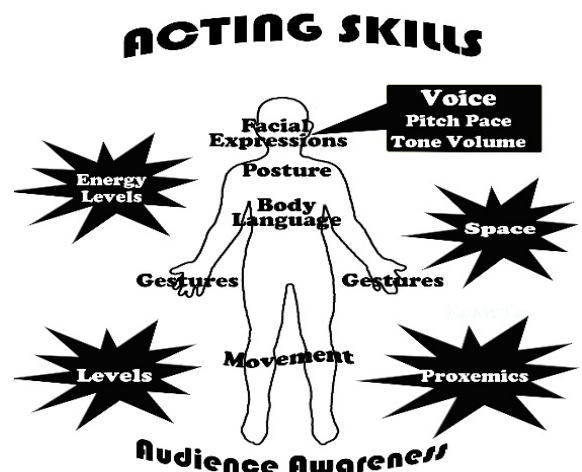 ACTING SKILLS
Voice
Pitch Pace
Tone Volume
Facial
Expressions
Posture
Energy
Levels
Body
Language
Space
Gestures
Gestures
Movement
Levels
Proxemics
Audience Awareness